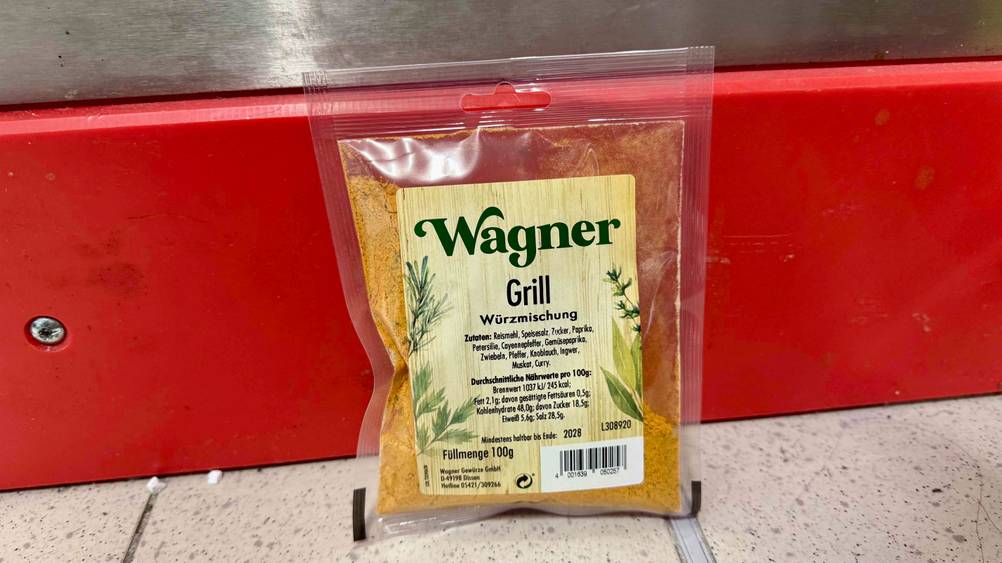 Wagner
Grill
Würzmischung
Zutaten: Reismehl, Speisesalz, Zucker, Paprika,
Petersilie, Cayennepfeffer, Gemüsepaprika,
Zwiebeln, Pfeffer, Knoblauch, Ingwer,
Muskat, Curry.
Durchschnittliche Nährwerte pro 100g:
Brennwert 1037 kJ/ 245 kcal;
Fett 2,1g; davon gesättigte Fettsäuren 0,5g;
Kohlenhydrate 48,0g; davon Zucker 18,5g;
Eiweiß 5,6g; Salz 28,5g.
Mindestens haltbar bis Ende: 2028 L308920
Füllmenge 100g
Wagner Gewürze GmbH
D-49198 Dissen
Hotline 05421/309266
4 001639 050257